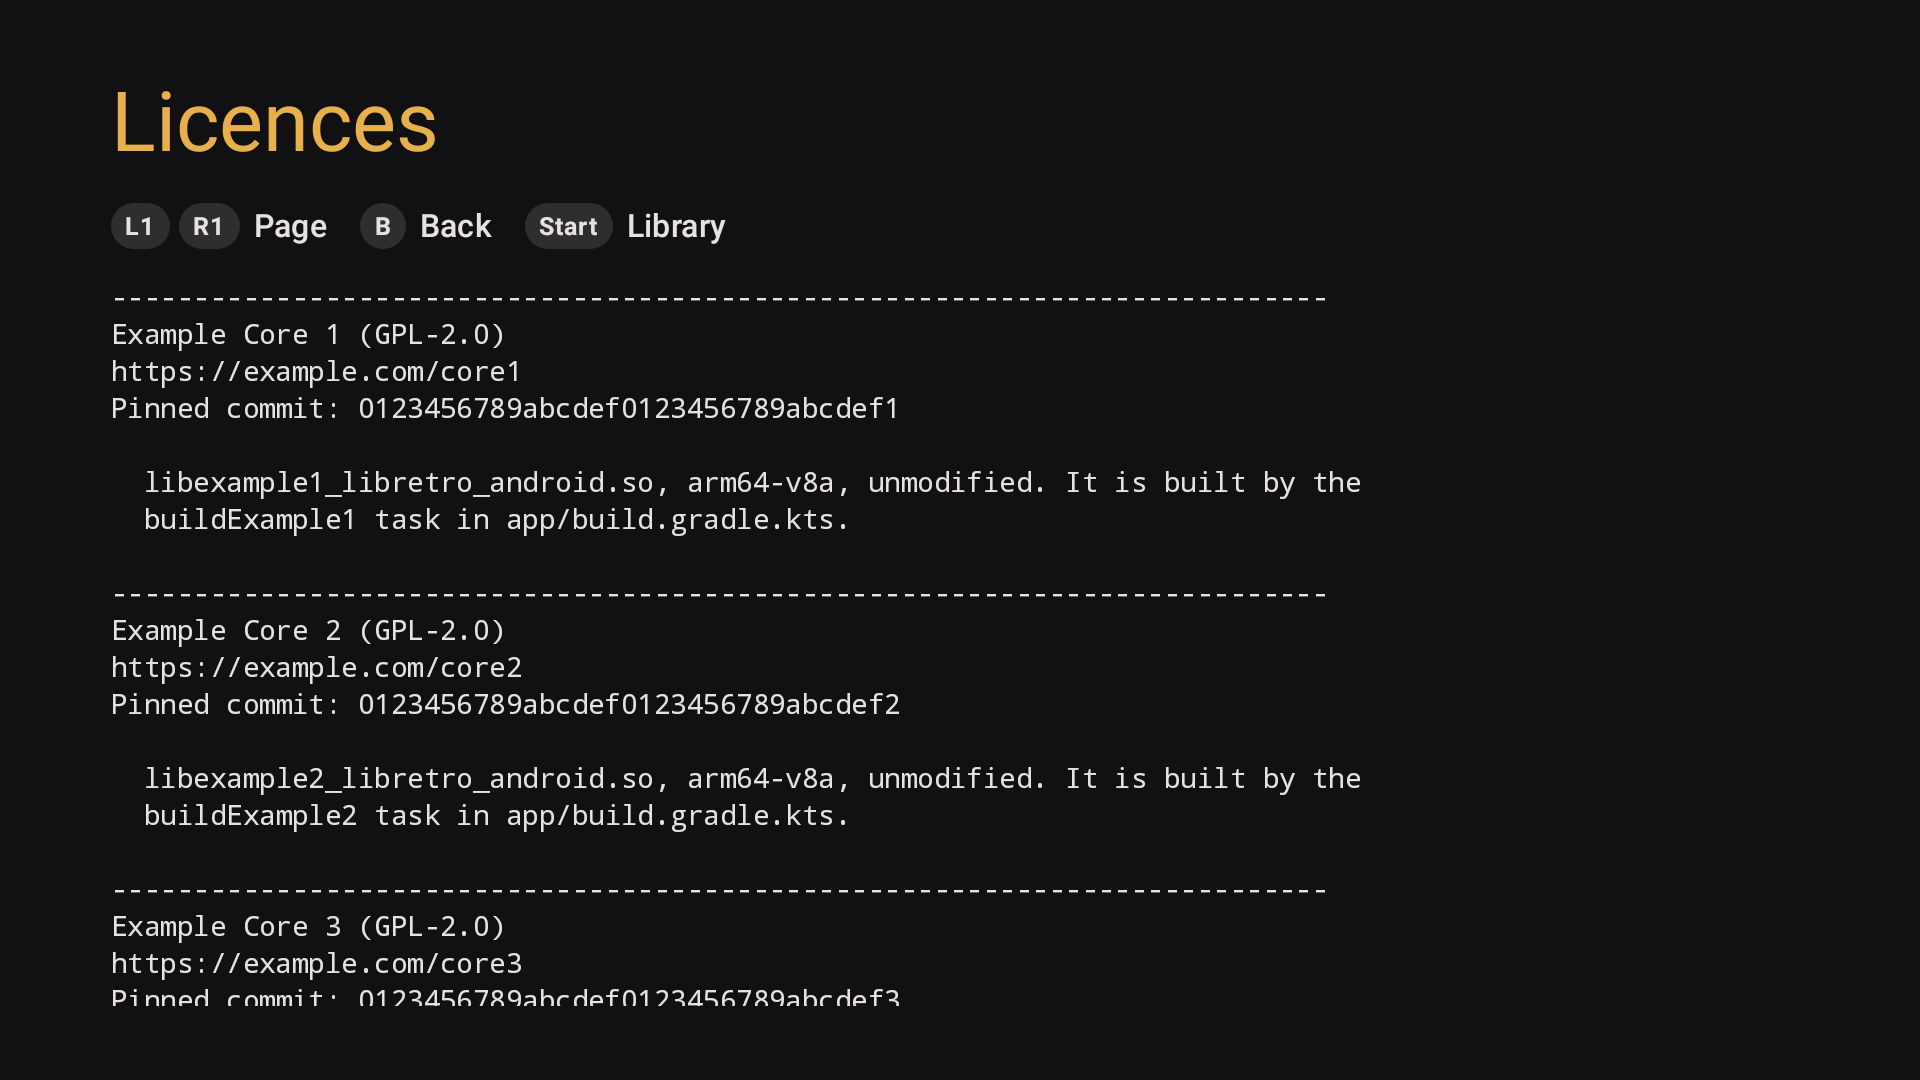 Licences
L1 R1 Page B Back Start Library
--------------------------------------------------------------------------
Example Core 1 (GPL-2.0)
https://example.com/core1
Pinned commit: 0123456789abcdef0123456789abcdef1
libexample1_libretro_android.so, arm64-v8a, unmodified. It is built by the
buildExample1 task in app/build.gradle.kts.
--------------------------------------------------------------------------
Example Core 2 (GPL-2.0)
https://example.com/core2
Pinned commit: 0123456789abcdef0123456789abcdef2
libexample2_libretro_android.so, arm64-v8a, unmodified. It is built by the
buildExample2 task in app/build.gradle.kts.
--------------------------------------------------------------------------
Example Core 3 (GPL-2.0)
https://example.com/core3
Pinned commit: 0123456789abcdef0123456789abcdef3